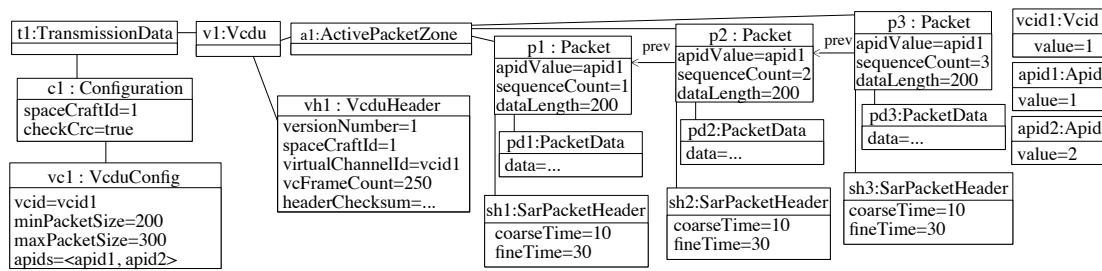 t1:TransmissionData
v1:Vcdu
a1:ActivePacketZone
p1 : Packet
apidValue=apid1
sequenceCount=1
dataLength=200
prev
p2 : Packet
apidValue=apid1
sequenceCount=2
dataLength=200
prev
p3 : Packet
apidValue=apid1
sequenceCount=3
dataLength=200
vcid1:Vcid
value=1
apid1:Apid
value=1
apid2:Apid
value=2
c1 : Configuration
spaceCraftId=1
checkCrc=true
vh1 : VcduHeader
versionNumber=1
spaceCraftId=1
virtualChannelId=vcid1
vcFrameCount=250
headerChecksum=...
pd1:PacketData
data=...
pd2:PacketData
data=...
pd3:PacketData
data=...
vc1 : VcduConfig
vcid=vcid1
minPacketSize=200
maxPacketSize=300
apids=<apid1, apid2>
sh1:SarPacketHeader
coarseTime=10
fineTime=30
sh2:SarPacketHeader
coarseTime=10
fineTime=30
sh3:SarPacketHeader
coarseTime=10
fineTime=30